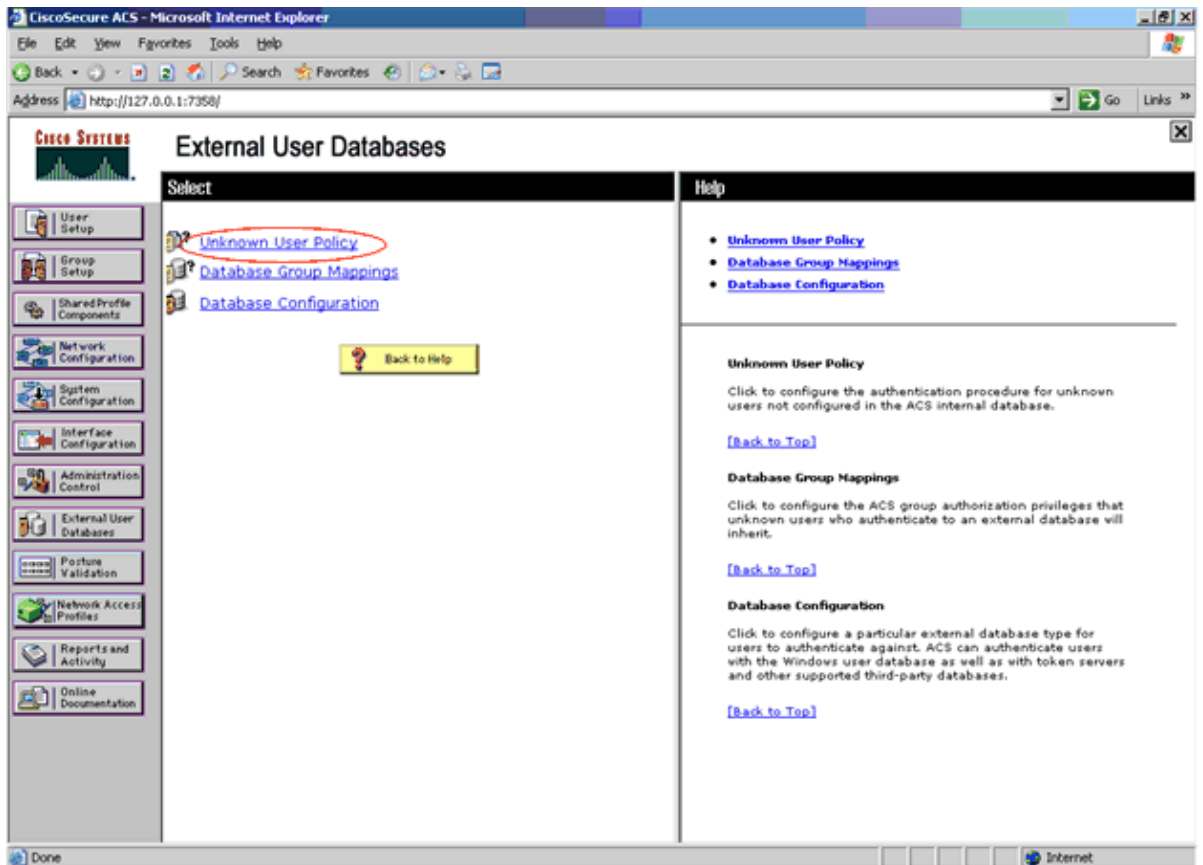 CiscoSecure ACS - Microsoft Internet Explorer
File Edit View Favorites Tools Help
Back Search Favorites
Address http://127.0.0.1:7358/ Go Links »
CISCO SYSTEMS
External User Databases
Select
Help
User
Setup
Group
Setup
Shared Profile
Components
Network
Configuration
System
Configuration
Interface
Configuration
Administration
Control
External User
Databases
Posture
Validation
Network Access
Profiles
Reports and
Activity
Online
Documentation
Unknown User Policy
Database Group Mappings
Database Configuration
Back to Help
• Unknown User Policy
• Database Group Mappings
• Database Configuration
Unknown User Policy
Click to configure the authentication procedure for unknown
users not configured in the ACS internal database.
[Back to Top]
Database Group Mappings
Click to configure the ACS group authorization privileges that
unknown users who authenticate to an external database will
inherit.
[Back to Top]
Database Configuration
Click to configure a particular external database type for
users to authenticate against. ACS can authenticate users
with the Windows user database as well as with token servers
and other supported third-party databases.
[Back to Top]
Done
Internet